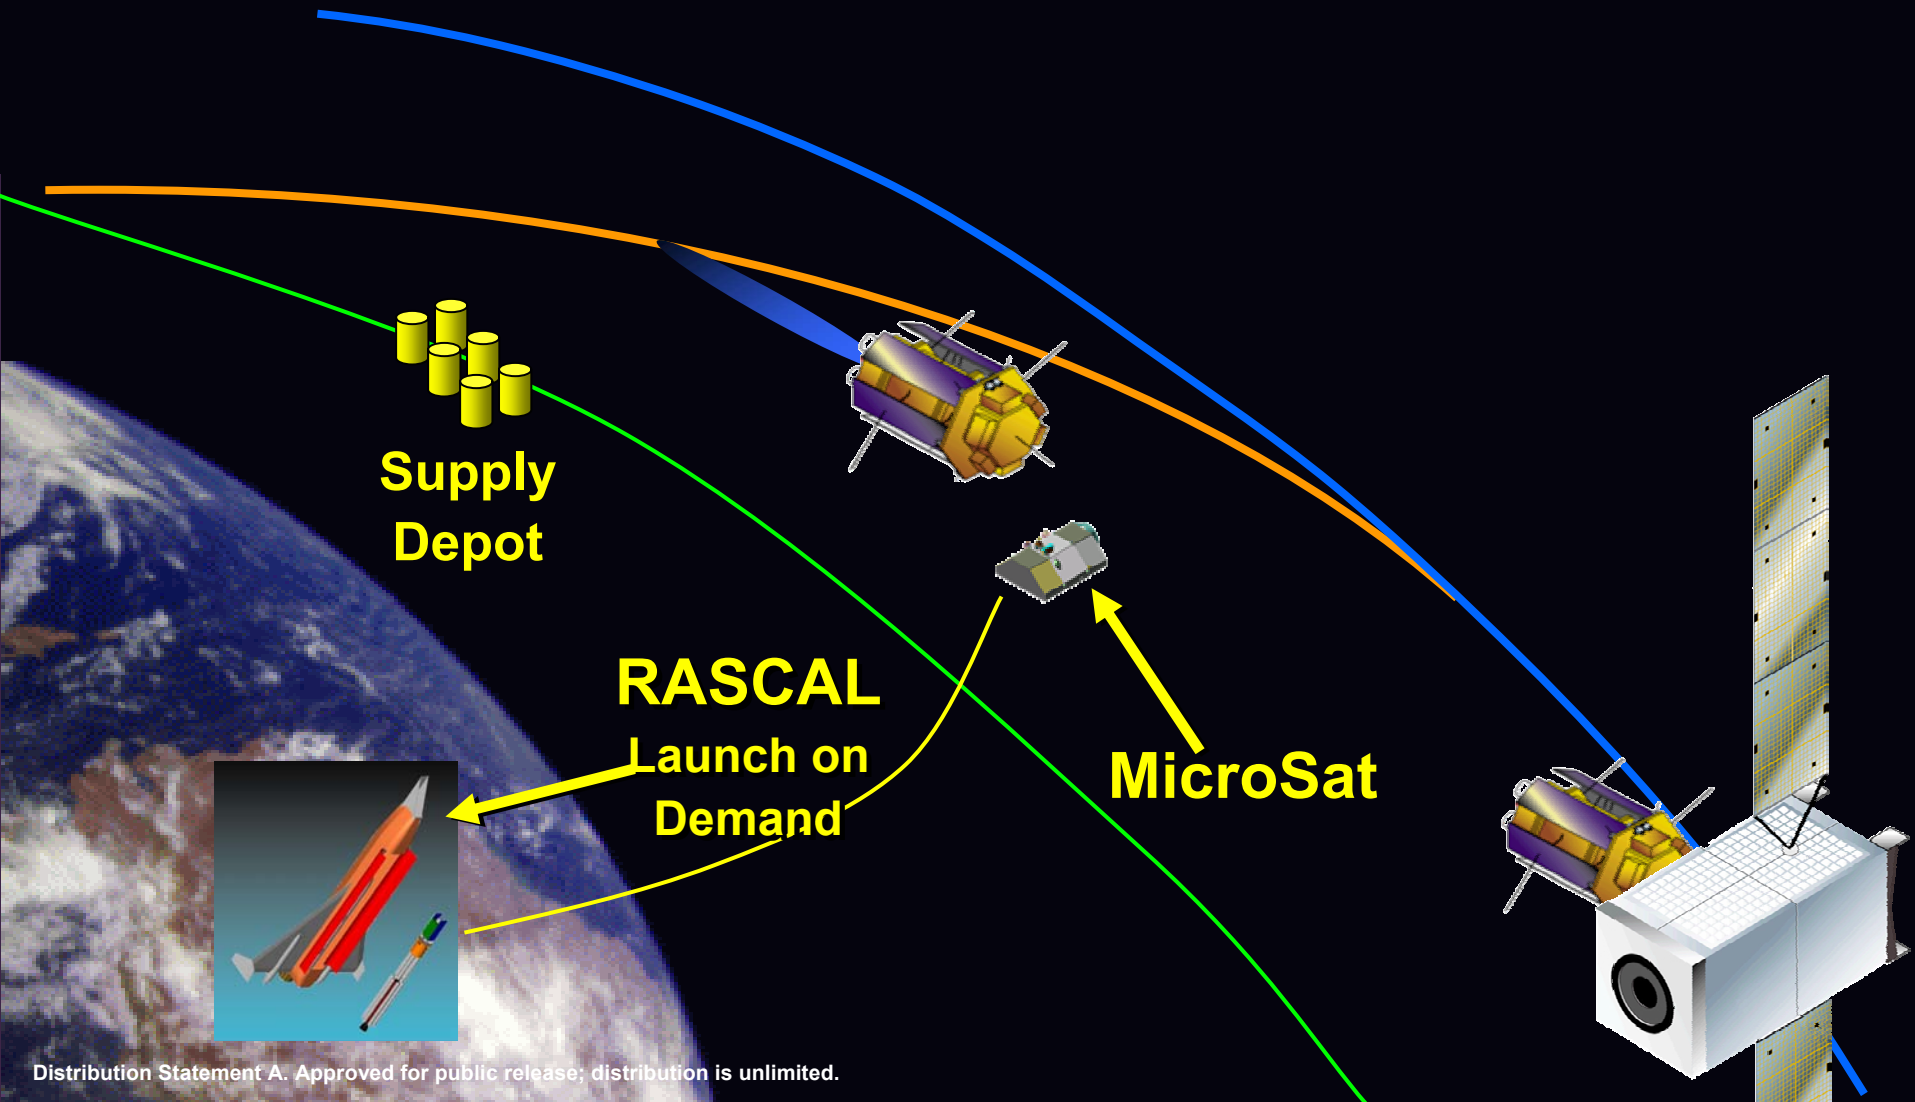 Supply
Depot
RASCAL
Launch on
Demand
MicroSat
Distribution Statement A. Approved for public release; distribution is unlimited.